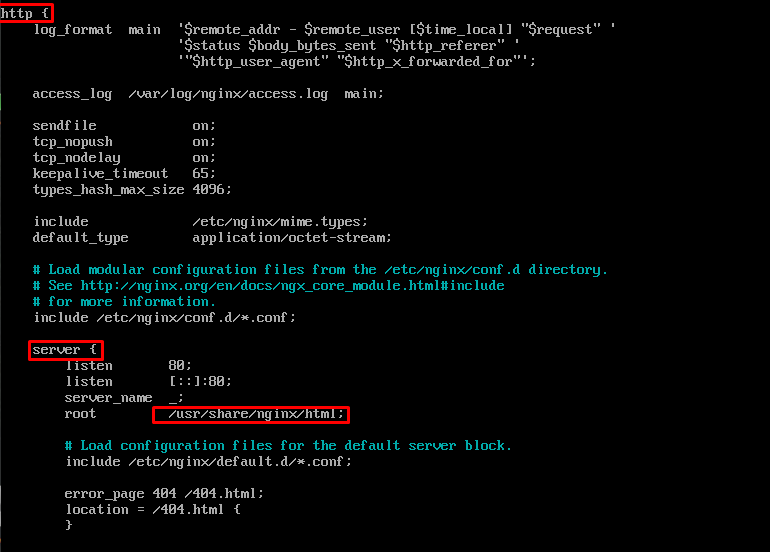 http {
    log_format  main  '$remote_addr - $remote_user [$time_local] "$request" '
                      '$status $body_bytes_sent "$http_referer" '
                      '"$http_user_agent" "$http_x_forwarded_for"';

    access_log  /var/log/nginx/access.log  main;

    sendfile            on;
    tcp_nopush          on;
    tcp_nodelay         on;
    keepalive_timeout   65;
    types_hash_max_size 4096;

    include             /etc/nginx/mime.types;
    default_type        application/octet-stream;

    # Load modular configuration files from the /etc/nginx/conf.d directory.
    # See http://nginx.org/en/docs/ngx_core_module.html#include
    # for more information.
    include /etc/nginx/conf.d/*.conf;

    server {
        listen       80;
        listen       [::]:80;
        server_name  _;
        root         /usr/share/nginx/html;

        # Load configuration files for the default server block.
        include /etc/nginx/default.d/*.conf;

        error_page 404 /404.html;
        location = /404.html {
        }